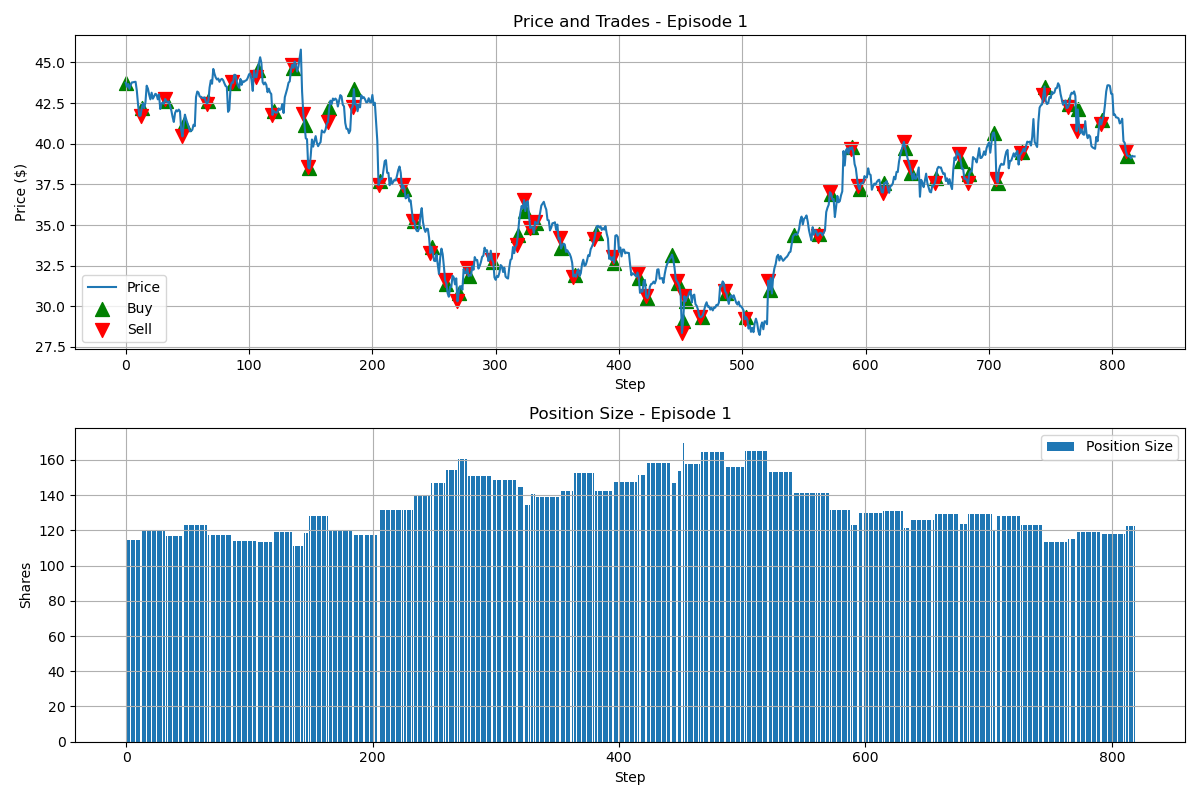 Price and Trades - Episode 1
Price ($)
45.0
42.5
40.0
37.5
35.0
32.5
30.0
27.5
Price
Buy
Sell
0 100 200 300 400 500 600 700 800
Step
Position Size - Episode 1
Shares
160
140
120
100
80
60
40
20
0
Position Size
0 200 400 600 800
Step